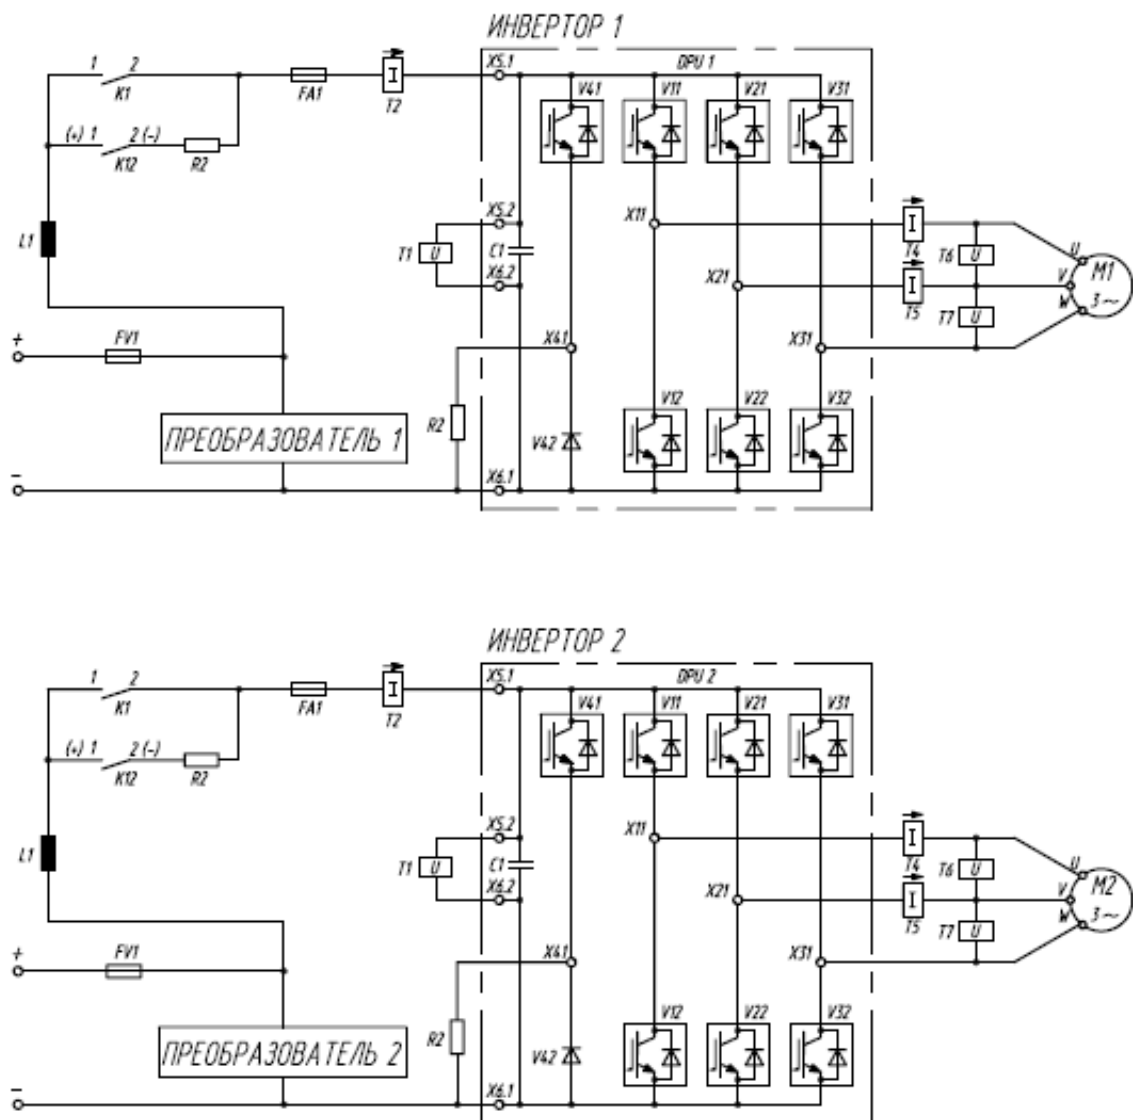 ИНВЕРТОР 1
1 2 K1 FA1 T2 X5.1 DPU 1
V41 V11 V21 V31
I
(+) 1 2 (-)
K12 R2
L1 T1 U X5.2 C1 X6.2 X11 I T4 T6 U U M1
X21 I T5 T7 U V 3~
W
+ FV1 X41 X31
ПРЕОБРАЗОВАТЕЛЬ 1 R2 V42 V12 V22 V32
- X6.1
ИНВЕРТОР 2
1 2 K1 FA1 T2 X5.1 DPU 2
V41 V11 V21 V31
I
(+) 1 2 (-)
K12 R2
L1 T1 U X5.2 C1 X6.2 X11 I T4 T6 U U M2
X21 I T5 T7 U V 3~
W
+ FV1 X41 X31
ПРЕОБРАЗОВАТЕЛЬ 2 R2 V42 V12 V22 V32
- X6.1